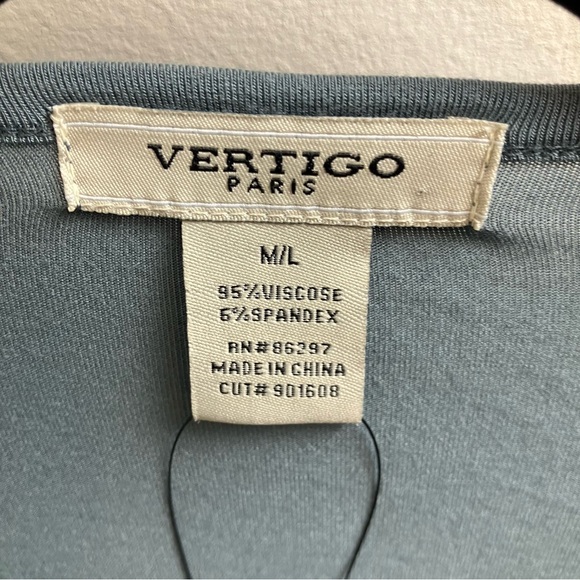 VERTIGO
PARIS
M/L
95%VISCOSE
5%SPANDEX
RN#86297
MADE IN CHINA
CUT# 901608